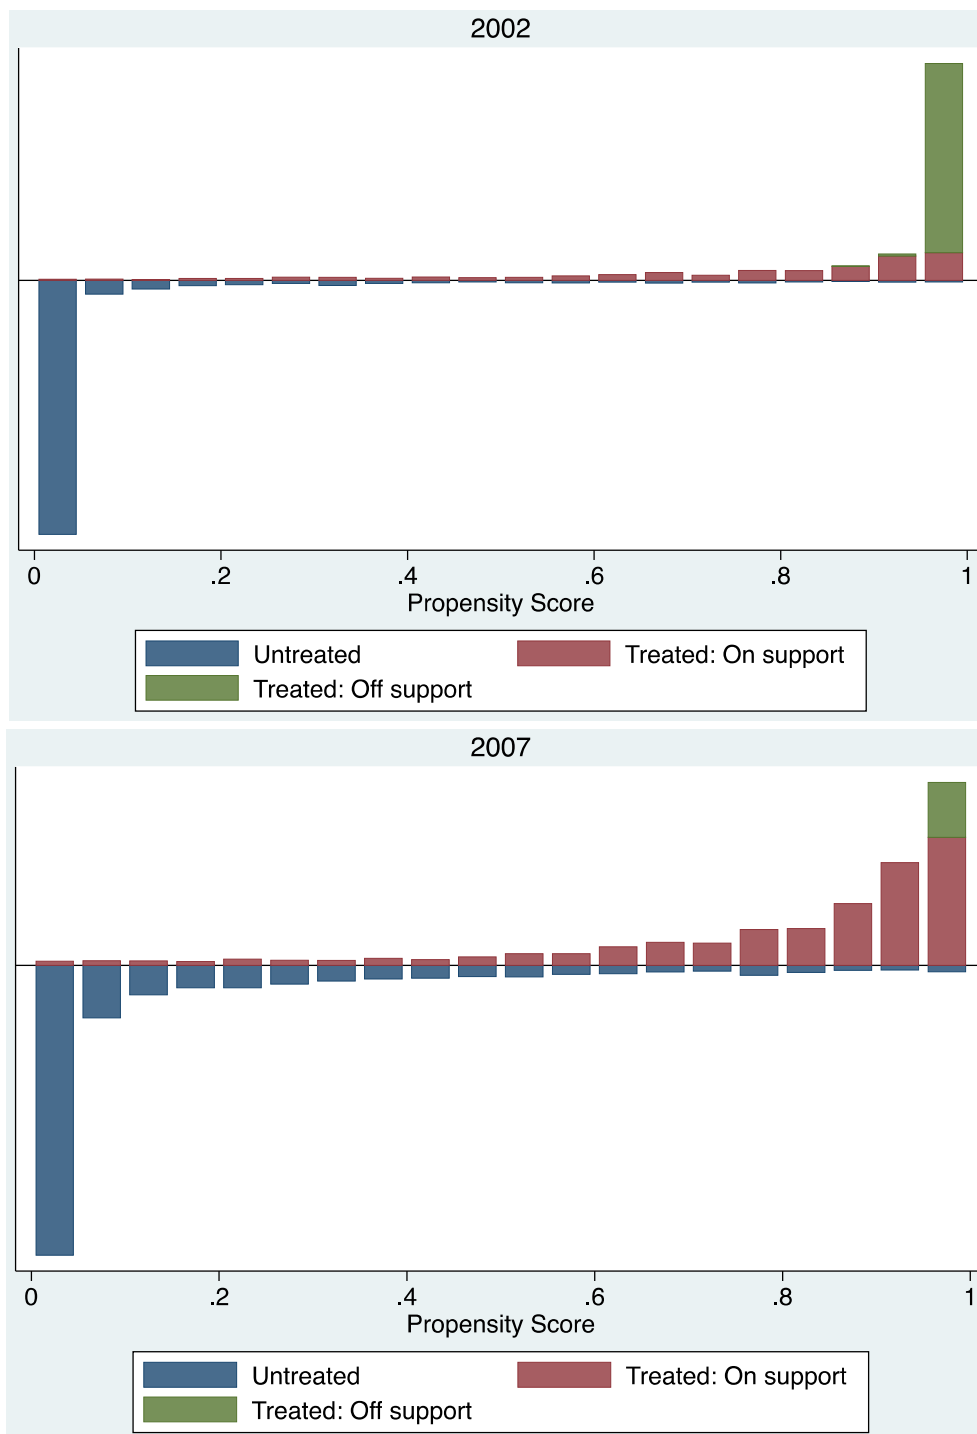 2002
0 .2 .4 .6 .8 1
Propensity Score
Untreated Treated: On support
Treated: Off support
2007
0 .2 .4 .6 .8 1
Propensity Score
Untreated Treated: On support
Treated: Off support